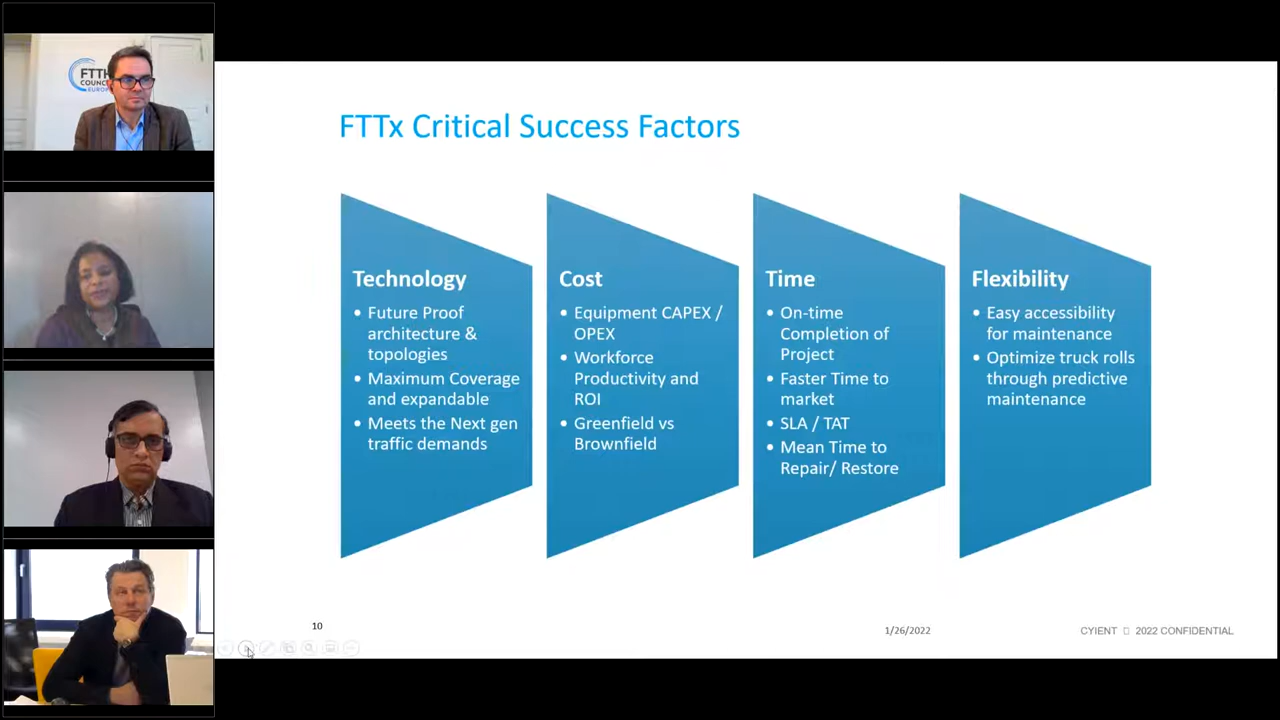 FTTH
COUNCIL
EUROPE
FTTx Critical Success Factors
Technology
• Future Proof
architecture &
topologies
• Maximum Coverage
and expandable
• Meets the Next gen
traffic demands
Cost
• Equipment CAPEX /
OPEX
• Workforce
Productivity and
ROI
• Greenfield vs
Brownfield
Time
• On-time
Completion of
Project
• Faster Time to
market
• SLA / TAT
• Mean Time to
Repair/ Restore
Flexibility
• Easy accessibility
for maintenance
• Optimize truck rolls
through predictive
maintenance
10
1/26/2022
CYIENT 2022 CONFIDENTIAL